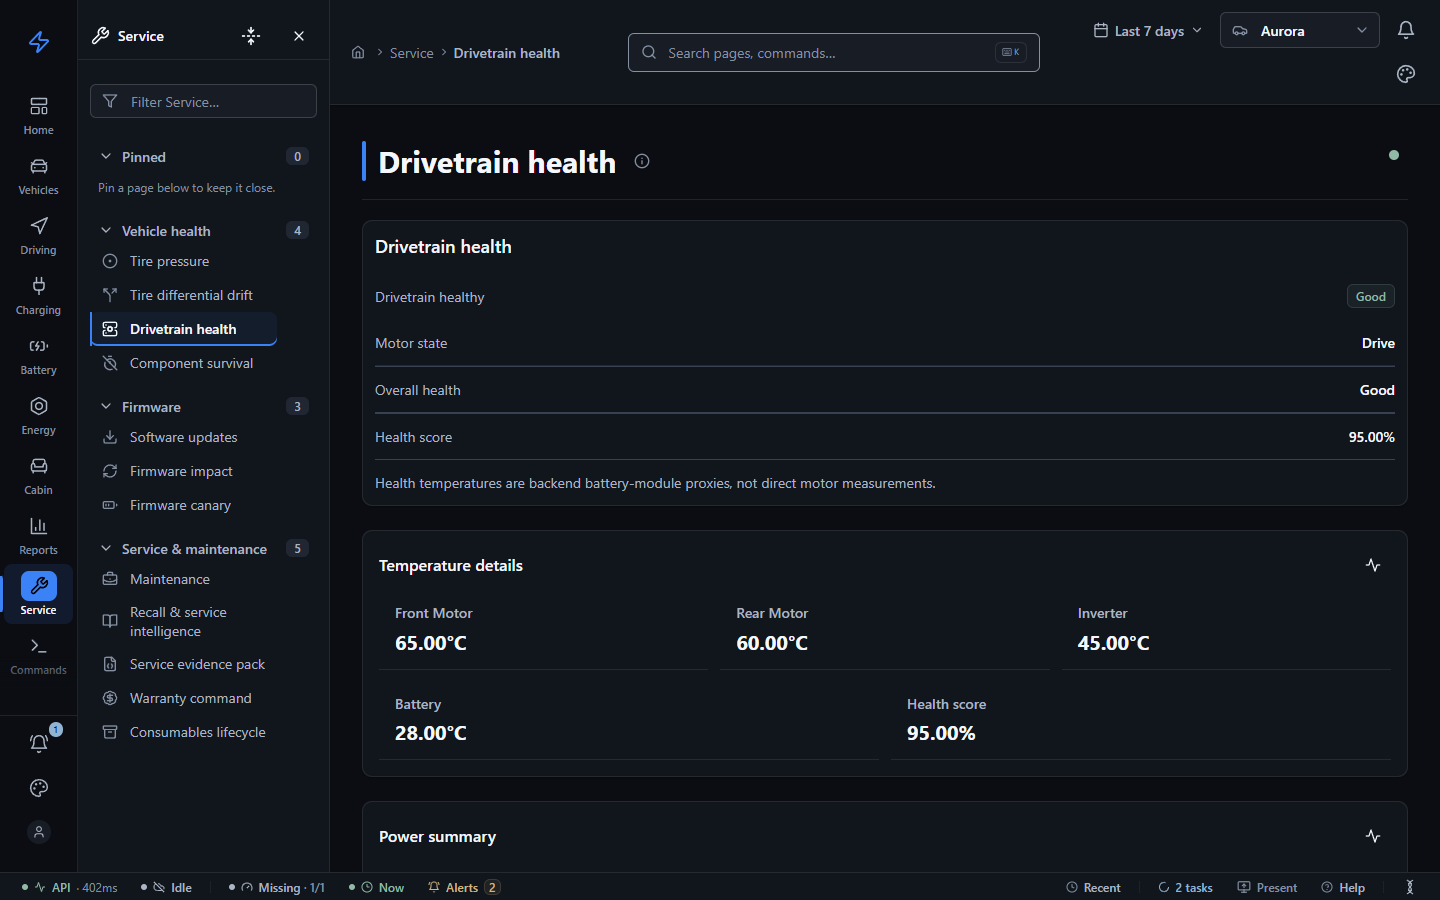 Home
Vehicles
Driving
Charging
Battery
Energy
Cabin
Reports
Service
Commands
1
Service
Filter Service...
Pinned 0
Pin a page below to keep it close.
Vehicle health 4
Tire pressure
Tire differential drift
Drivetrain health
Component survival
Firmware 3
Software updates
Firmware impact
Firmware canary
Service & maintenance 5
Maintenance
Recall & service
intelligence
Service evidence pack
Warranty command
Consumables lifecycle
Service Drivetrain health
Search pages, commands... K
Last 7 days
Aurora
Drivetrain health
Drivetrain health
Drivetrain healthy Good
Motor state Drive
Overall health Good
Health score 95.00%
Health temperatures are backend battery-module proxies, not direct motor measurements.
Temperature details
Front Motor Rear Motor Inverter
65.00°C 60.00°C 45.00°C
Battery Health score
28.00°C 95.00%
Power summary
API · 402ms Idle Missing · 1/1 Now Alerts 2 Recent 2 tasks Present Help